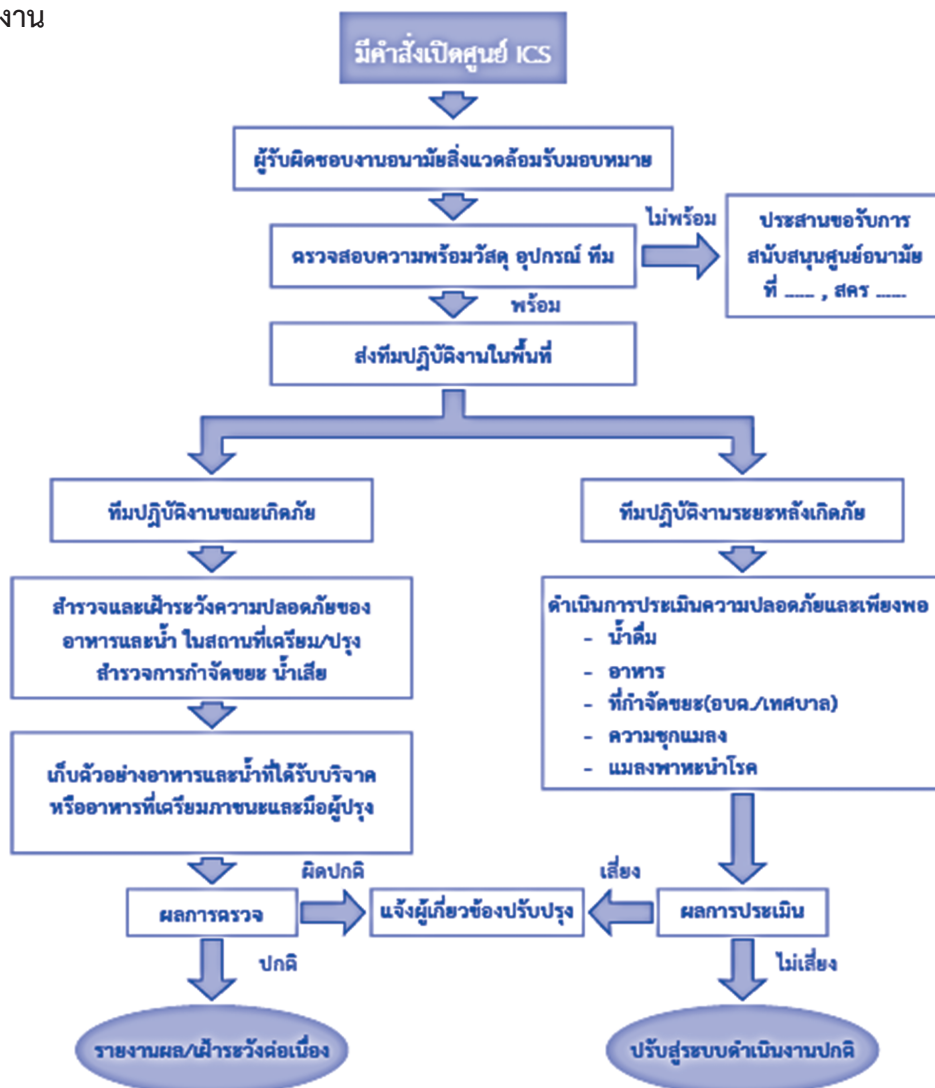 งาน
มีคำสั่งเปิดศูนย์ ICS
ผู้รับผิดชอบงานอนามัยสิ่งแวดล้อมรับมอบหมาย
ตรวจสอบความพร้อมวัสดุ อุปกรณ์ ทีม
ไม่พร้อม
ประสานขอรับการ
สนับสนุนศูนย์อนามัย
ที่ ...... , สคร ......
พร้อม
ส่งทีมปฏิบัติงานในพื้นที่
ทีมปฏิบัติงานขณะเกิดภัย
ทีมปฏิบัติงานระยะหลังเกิดภัย
สำรวจและเฝ้าระวังความปลอดภัยของ
อาหารและน้ำ ในสถานที่เตรียม/ปรุง
สำรวจการกำจัดขยะ น้ำเสีย
ดำเนินการประเมินความปลอดภัยและเพียงพอ
- น้ำดื่ม
- อาหาร
- ที่กำจัดขยะ(อบต./เทศบาล)
- ความชุกแมลง
- แมลงพาหะนำโรค
เก็บตัวอย่างอาหารและน้ำที่ได้รับบริจาค
หรืออาหารที่เตรียมภาชนะและมือผู้ปรุง
ผิดปกติ
เสี่ยง
ผลการตรวจ
แจ้งผู้เกี่ยวข้องปรับปรุง
ผลการประเมิน
ปกติ
ไม่เสี่ยง
รายงานผล/เฝ้าระวังต่อเนื่อง
ปรับสู่ระบบดำเนินงานปกติ